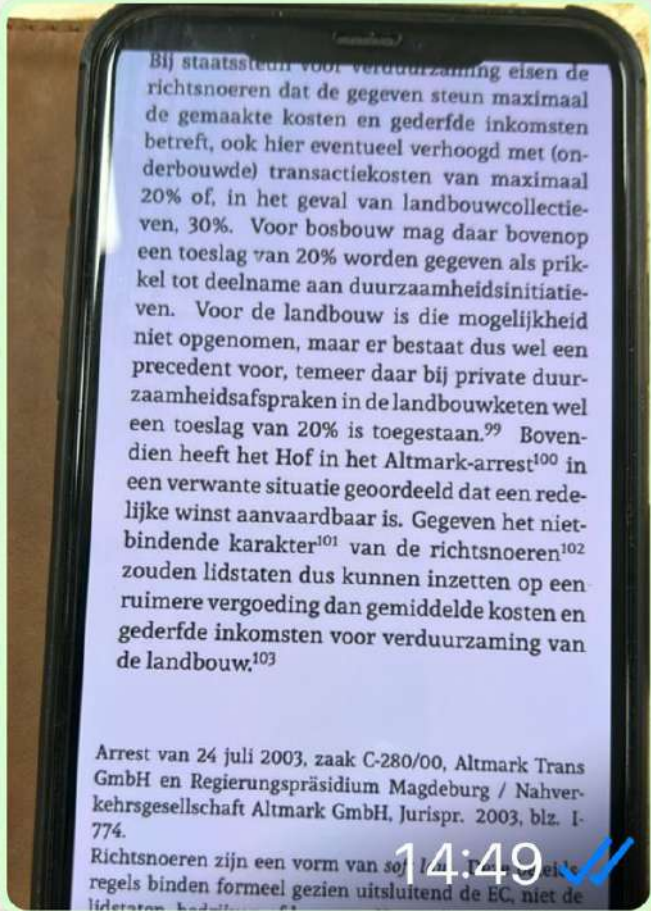 Bij staatssteun voor verduurzaming eisen de
richtsnoeren dat de gegeven steun maximaal
de gemaakte kosten en gederfde inkomsten
betreft, ook hier eventueel verhoogd met (on-
derbouwde) transactiekosten van maximaal
20% of, in het geval van landbouwcollectie-
ven, 30%. Voor bosbouw mag daar bovenop
een toeslag van 20% worden gegeven als prik-
kel tot deelname aan duurzaamheidsinitiatie-
ven. Voor de landbouw is die mogelijkheid
niet opgenomen, maar er bestaat dus wel een
precedent voor, temeer daar bij private duur-
zaamheidsafspraken in de landbouwketen wel
een toeslag van 20% is toegestaan.⁹⁹ Boven-
dien heeft het Hof in het Altmark-arrest¹⁰⁰ in
een verwante situatie geoordeeld dat een rede-
lijke winst aanvaardbaar is. Gegeven het niet-
bindende karakter¹⁰¹ van de richtsnoeren¹⁰²
zouden lidstaten dus kunnen inzetten op een
ruimere vergoeding dan gemiddelde kosten en
gederfde inkomsten voor verduurzaming van
de landbouw.¹⁰³
Arrest van 24 juli 2003, zaak C-280/00, Altmark Trans
GmbH en Regierungspräsidium Magdeburg / Nahver-
kehrsgesellschaft Altmark GmbH, Jurispr. 2003, blz. I-
774.
Richtsnoeren zijn een vorm van
regels binden formeel gezien uitsluitend de EC, niet de
14:49